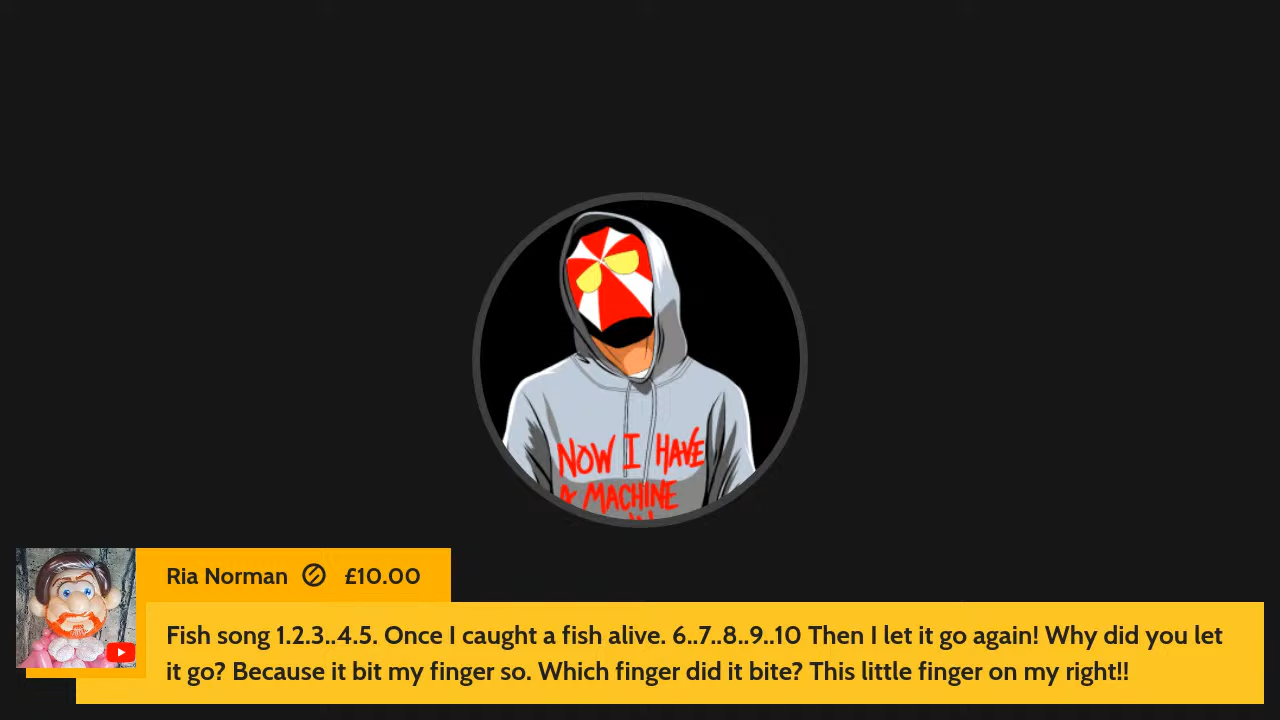 NOW I HAVE
A MACHINE
Ria Norman £10.00
Fish song 1.2.3..4.5. Once I caught a fish alive. 6..7..8..9..10 Then I let it go again! Why did you let
it go? Because it bit my finger so. Which finger did it bite? This little finger on my right!!